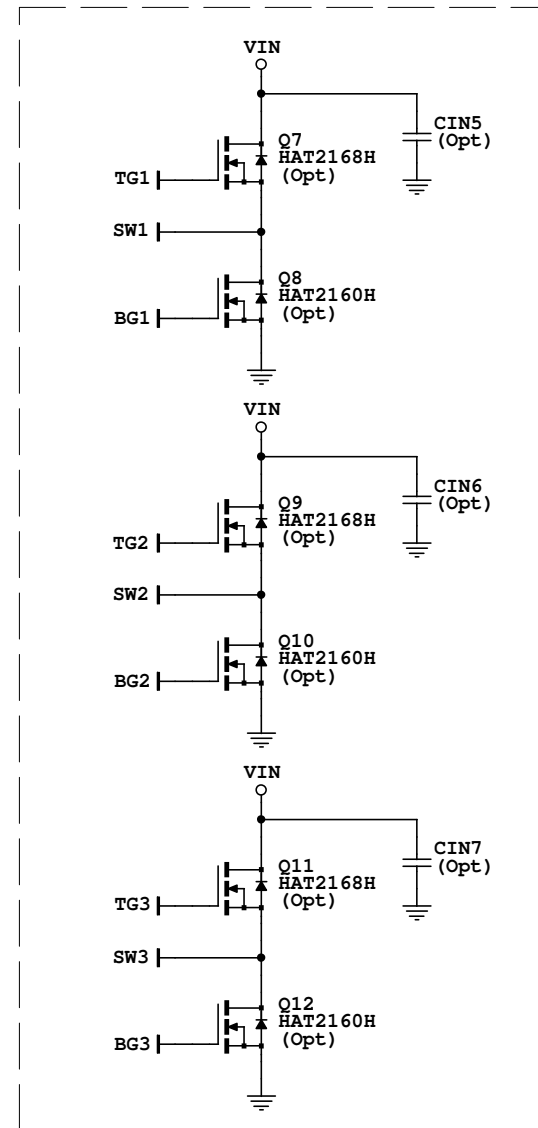 VIN
CIN5
(Opt)
Q7
HAT2168H
(Opt)
TG1
SW1
Q8
HAT2160H
(Opt)
BG1
VIN
CIN6
(Opt)
Q9
HAT2168H
(Opt)
TG2
SW2
Q10
HAT2160H
(Opt)
BG2
VIN
CIN7
(Opt)
Q11
HAT2168H
(Opt)
TG3
SW3
Q12
HAT2160H
(Opt)
BG3